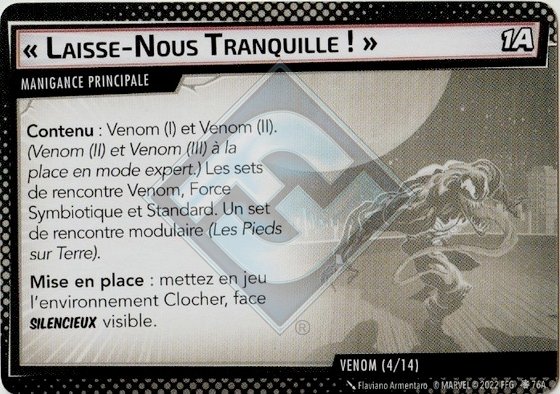 « Laisse-Nous Tranquille ! »
1A
MANIGANCE PRINCIPALE
Contenu : Venom (I) et Venom (II).
(Venom (II) et Venom (III) à la
place en mode expert.) Les sets
de rencontre Venom, Force
Symbiotique et Standard. Un set
de rencontre modulaire (Les Pieds
sur Terre).
Mise en place : mettez en jeu
l'environnement Clocher, face
SILENCIEUX visible.
®
VENOM (4/14)
Flaviano Armentaro © MARVEL © 2022 FFG 76A